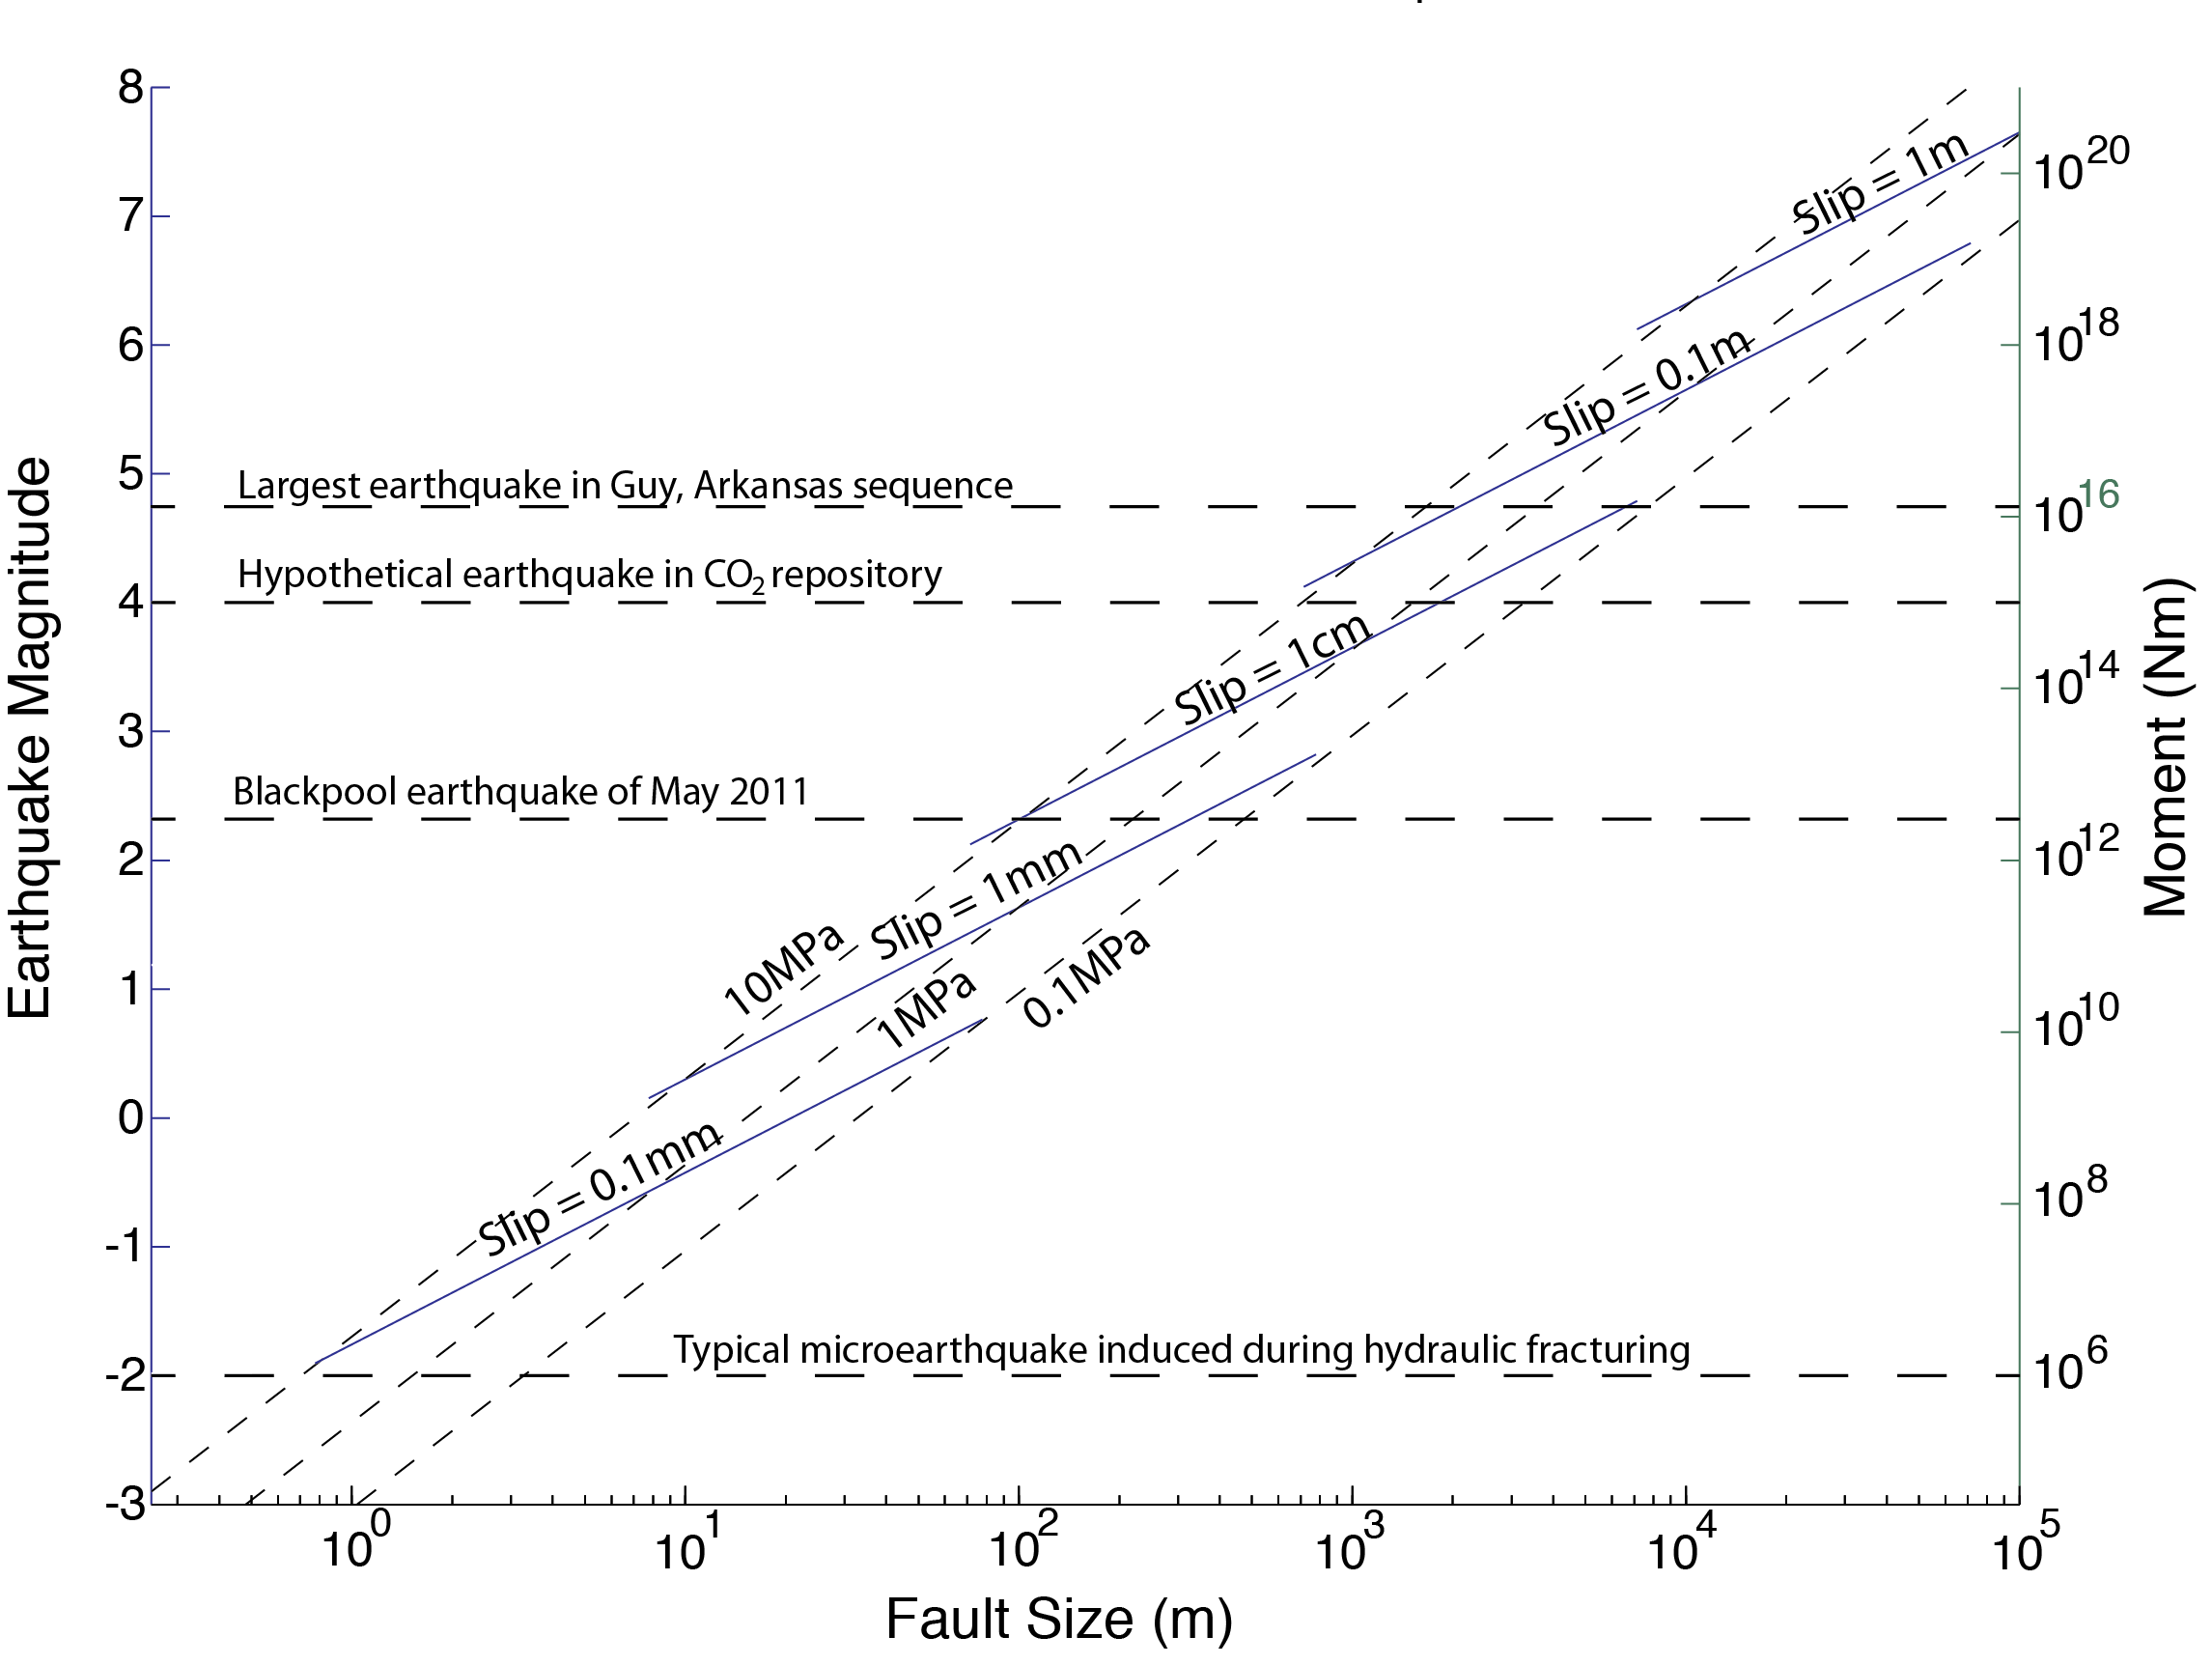 8
7
6
5
4
3
2
1
0
-1
-2
-3
Earthquake Magnitude
Slip = 1m
Slip = 0.1m
Largest earthquake in Guy, Arkansas sequence
Hypothetical earthquake in CO₂ repository
Slip = 1cm
Blackpool earthquake of May 2011
Slip = 1mm
10MPa
1MPa
0.1MPa
Slip = 0.1mm
Typical microearthquake induced during hydraulic fracturing
10²⁰
10¹⁸
10¹⁶
10¹⁴
10¹²
10¹⁰
10⁸
10⁶
Moment (Nm)
10⁰ 10¹ 10² 10³ 10⁴ 10⁵
Fault Size (m)